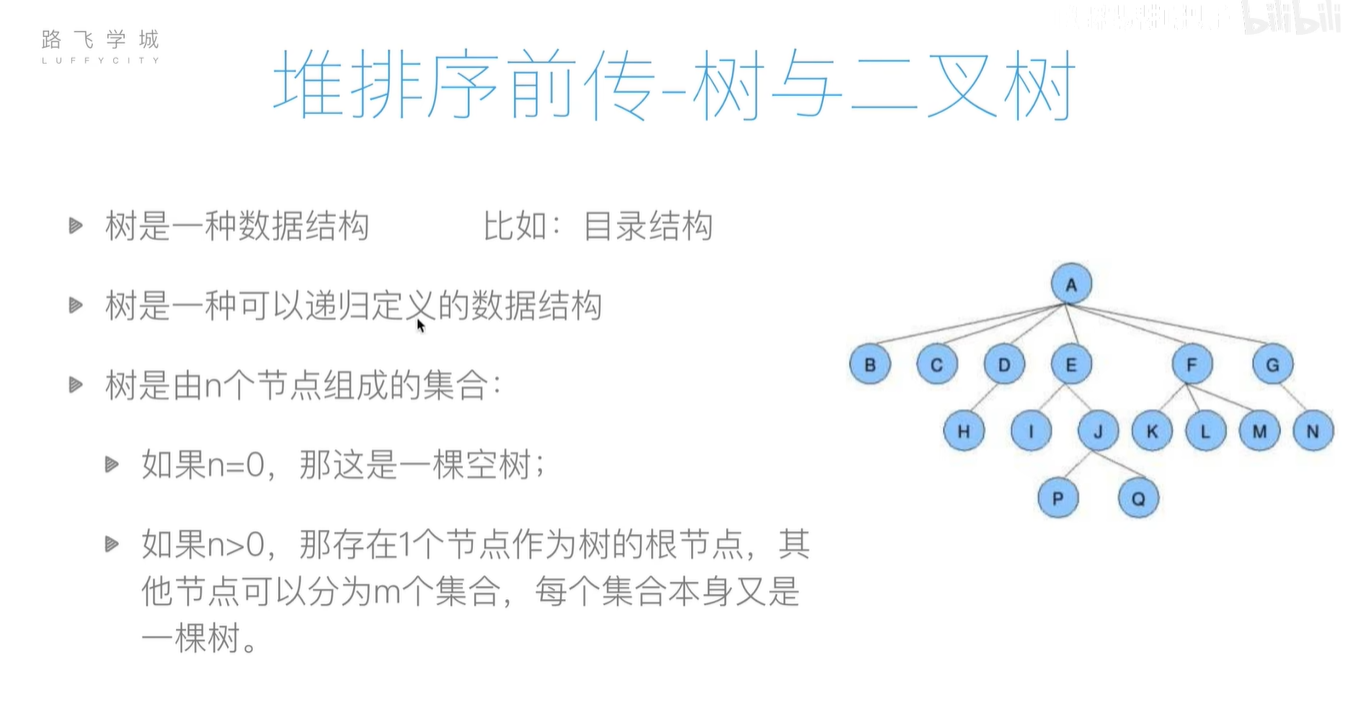 路飞学城
LUFFYCITY
bilibili
堆排序前传-树与二叉树
树是一种数据结构 比如：目录结构
树是一种可以递归定义的数据结构
树是由n个节点组成的集合：
如果n=0，那这是一棵空树；
如果n>0，那存在1个节点作为树的根节点，其
他节点可以分为m个集合，每个集合本身又是
一棵树。
A
B C D E F G
H I J K L M N
P Q